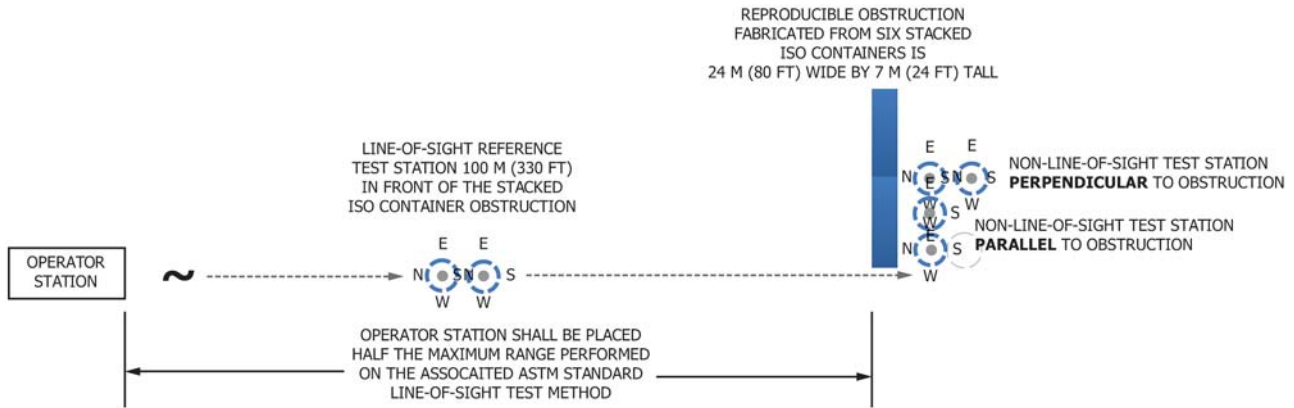 REPRODUCIBLE OBSTRUCTION
FABRICATED FROM SIX STACKED
ISO CONTAINERS IS
24 M (80 FT) WIDE BY 7 M (24 FT) TALL
LINE-OF-SIGHT REFERENCE
TEST STATION 100 M (330 FT)
IN FRONT OF THE STACKED
ISO CONTAINER OBSTRUCTION
E E
N S N S
W W
E E
N S N S
E
W W
W S
E
N S
W
NON-LINE-OF-SIGHT TEST STATION
PERPENDICULAR TO OBSTRUCTION
NON-LINE-OF-SIGHT TEST STATION
PARALLEL TO OBSTRUCTION
OPERATOR
STATION
~
OPERATOR STATION SHALL BE PLACED
HALF THE MAXIMUM RANGE PERFORMED
ON THE ASSOCAITED ASTM STANDARD
LINE-OF-SIGHT TEST METHOD